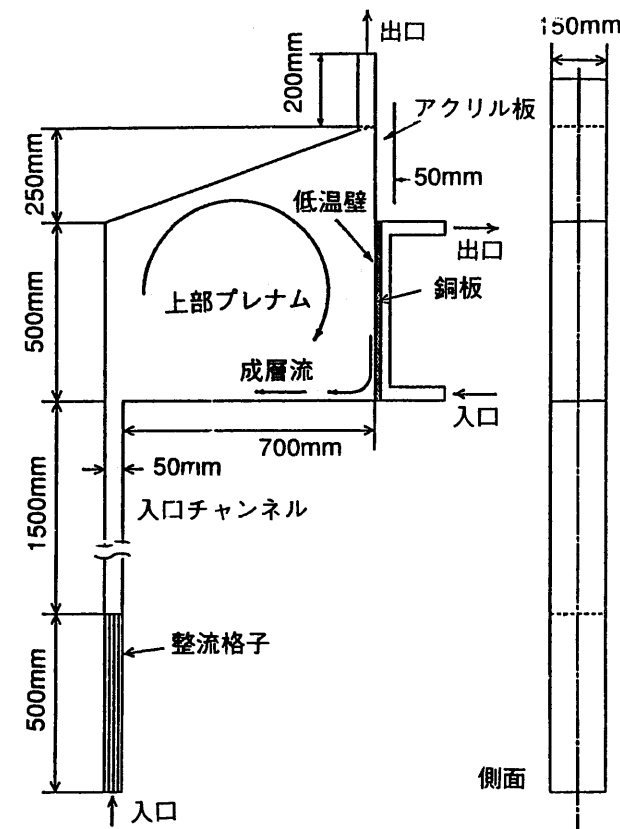 出口
150mm
200mm
アクリル板
50mm
250mm
低温壁
出口
銅板
上部プレナム
500mm
成層流
入口
700mm
50mm
1500mm
入口チャンネル
整流格子
500mm
側面
入口